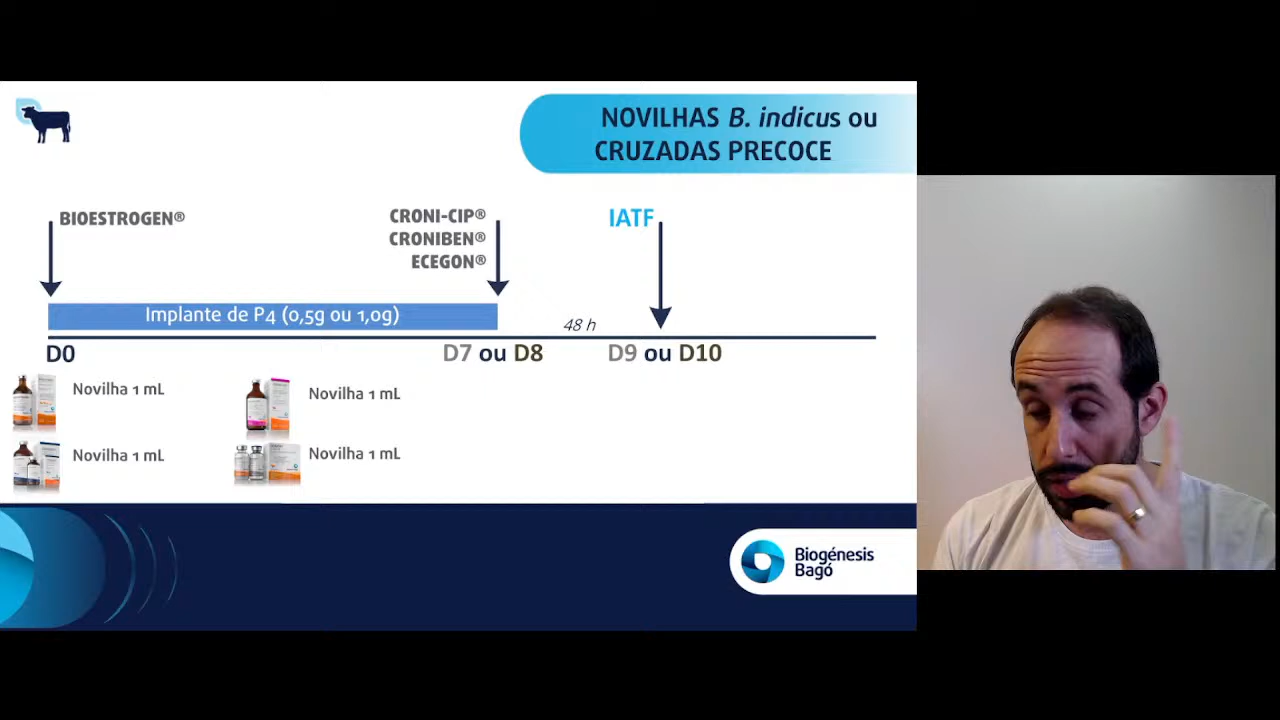 NOVILHAS B. indicus ou
CRUZADAS PRECOCE
BIOESTROGEN®
CRONI-CIP®
CRONIBEN®
ECEGON®
IATF
Implante de P4 (0,5g ou 1,0g)
48 h
D0
D7 ou D8
D9 ou D10
Novilha 1 mL
Novilha 1 mL
Novilha 1 mL
Novilha 1 mL
Biogénesis
Bagó